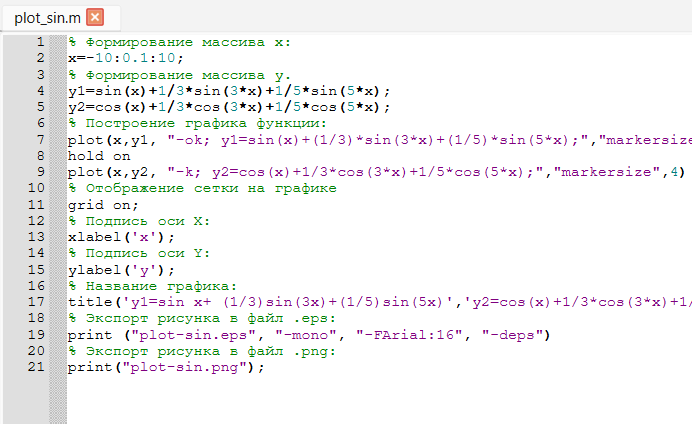 plot_sin.m
1 % Формирование массива x:
2 x=-10:0.1:10;
3 % Формирование массива y.
4 y1=sin(x)+1/3*sin(3*x)+1/5*sin(5*x);
5 y2=cos(x)+1/3*cos(3*x)+1/5*cos(5*x);
6 % Построение графика функции:
7 plot(x,y1, "-ok; y1=sin(x)+(1/3)*sin(3*x)+(1/5)*sin(5*x);","markersize
8 hold on
9 plot(x,y2, "-k; y2=cos(x)+1/3*cos(3*x)+1/5*cos(5*x);","markersize",4)
10 % Отображение сетки на графике
11 grid on;
12 % Подпись оси X:
13 xlabel('x');
14 % Подпись оси Y:
15 ylabel('y');
16 % Название графика:
17 title('y1=sin x+ (1/3)sin(3x)+(1/5)sin(5x)','y2=cos(x)+1/3*cos(3*x)+1/
18 % Экспорт рисунка в файл .eps:
19 print ("plot-sin.eps", "-mono", "-FArial:16", "-deps")
20 % Экспорт рисунка в файл .png:
21 print("plot-sin.png");